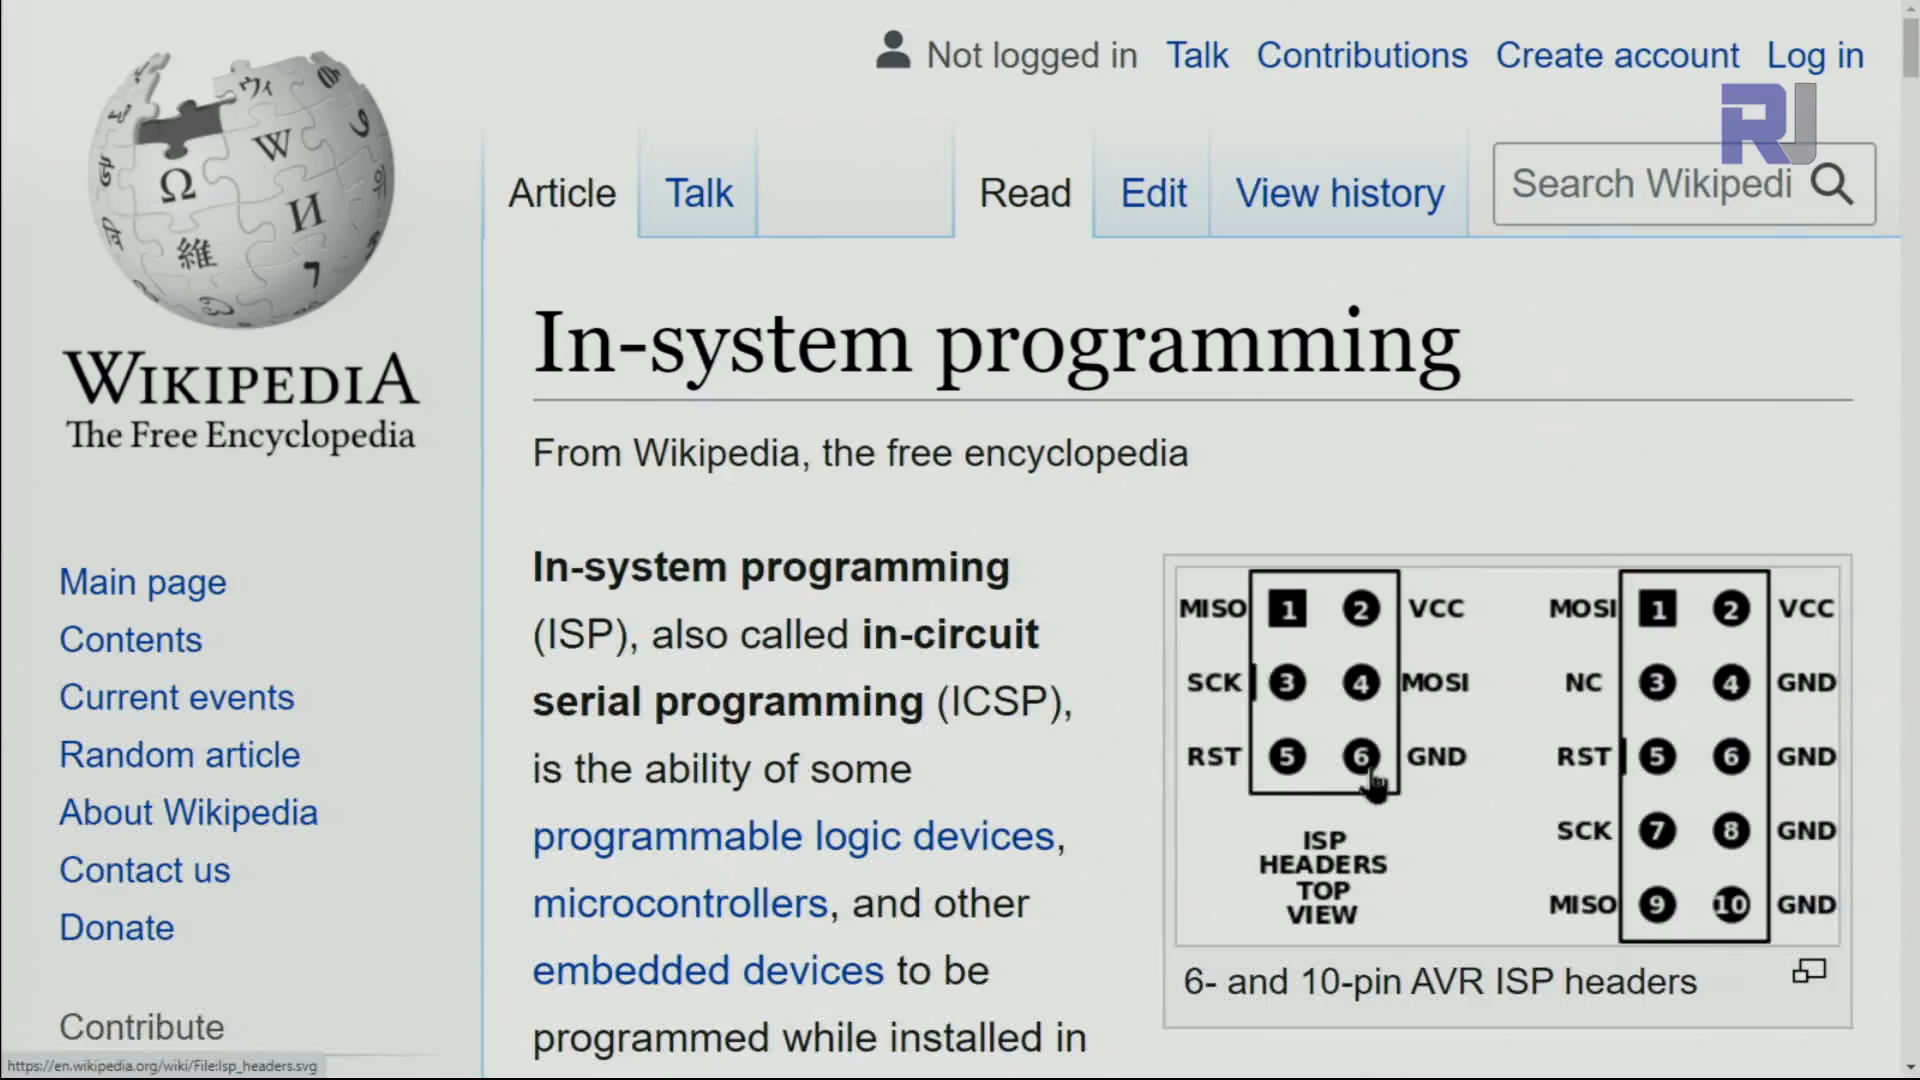 Not logged in Talk Contributions Create account Log in
RJ
Article Talk Read Edit View history Search Wikipedi
WIKIPEDIA
The Free Encyclopedia
Main page
Contents
Current events
Random article
About Wikipedia
Contact us
Donate
Contribute
In-system programming
From Wikipedia, the free encyclopedia
In-system programming
(ISP), also called in-circuit
serial programming (ICSP),
is the ability of some
programmable logic devices,
microcontrollers, and other
embedded devices to be
programmed while installed in
MISO 1 2 VCC
SCK 3 4 MOSI
RST 5 6 GND
ISP
HEADERS
TOP
VIEW
MOSI 1 2 VCC
NC 3 4 GND
RST 5 6 GND
SCK 7 8 GND
MISO 9 10 GND
6- and 10-pin AVR ISP headers
https://en.wikipedia.org/wiki/File:Isp_headers.svg